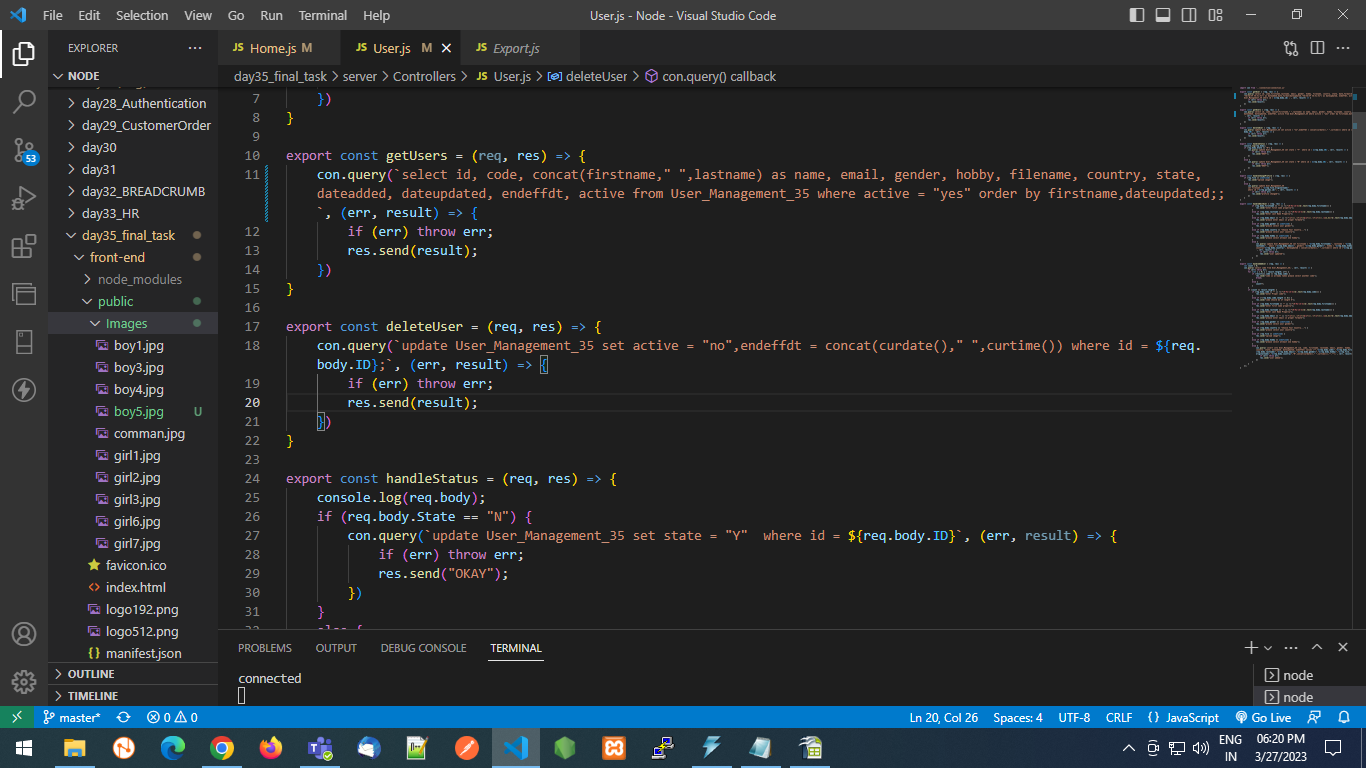 File Edit Selection View Go Run Terminal Help
User.js - Node - Visual Studio Code
EXPLORER
NODE
day28_Authentication
day29_CustomerOrder
day30
day31
day32_BREADCRUMB
day33_HR
day35_final_task
front-end
node_modules
public
Images
boy1.jpg
boy3.jpg
boy4.jpg
boy5.jpg U
comman.jpg
girl1.jpg
girl2.jpg
girl3.jpg
girl6.jpg
girl7.jpg
favicon.ico
index.html
logo192.png
logo512.png
manifest.json
OUTLINE
TIMELINE
53
JS Home.js M
JS User.js M
JS Export.js
day35_final_task > server > Controllers > JS User.js > deleteUser > con.query() callback
7 })
8 }
9
10 export const getUsers = (req, res) => {
11 con.query(`select id, code, concat(firstname," ",lastname) as name, email, gender, hobby, filename, country, state,
dateadded, dateupdated, endeffdt, active from User_Management_35 where active = "yes" order by firstname,dateupdated;;
`, (err, result) => {
12 if (err) throw err;
13 res.send(result);
14 })
15 }
16
17 export const deleteUser = (req, res) => {
18 con.query(`update User_Management_35 set active = "no",endeffdt = concat(curdate()," ",curtime()) where id = ${req.
body.ID};`, (err, result) => {
19 if (err) throw err;
20 res.send(result);
21 })
22 }
23
24 export const handleStatus = (req, res) => {
25 console.log(req.body);
26 if (req.body.State == "N") {
27 con.query(`update User_Management_35 set state = "Y"  where id = ${req.body.ID}`, (err, result) => {
28 if (err) throw err;
29 res.send("OKAY");
30 })
31 }
PROBLEMS OUTPUT DEBUG CONSOLE TERMINAL
connected
node
node
master* 0 0
Ln 20, Col 26 Spaces: 4 UTF-8 CRLF {} JavaScript Go Live
ENG
IN
06:20 PM
3/27/2023